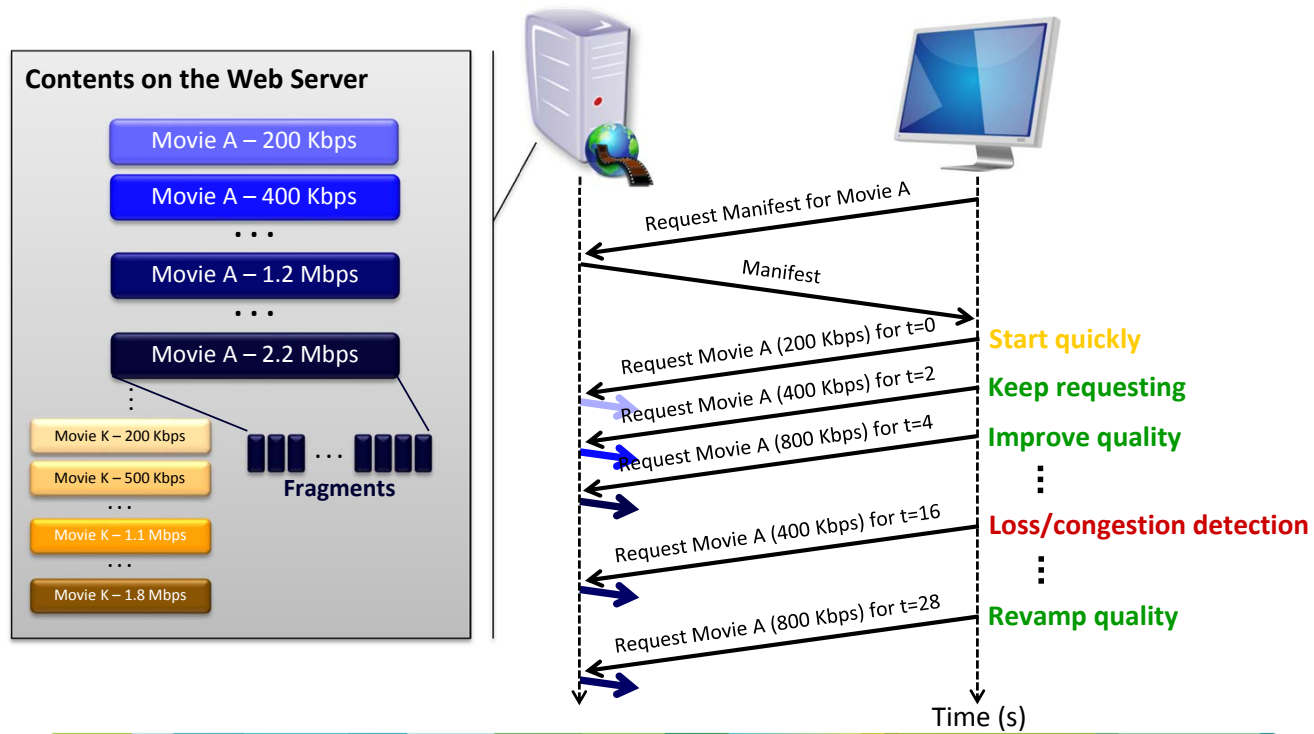 Contents on the Web Server
Movie A – 200 Kbps
Movie A – 400 Kbps
. . .
Movie A – 1.2 Mbps
. . .
Movie A – 2.2 Mbps
. . .
Movie K – 200 Kbps
Movie K – 500 Kbps
. . .
Movie K – 1.1 Mbps
. . .
Movie K – 1.8 Mbps
. . .
Fragments
Request Manifest for Movie A
Manifest
Request Movie A (200 Kbps) for t=0
Start quickly
Request Movie A (400 Kbps) for t=2
Keep requesting
Request Movie A (800 Kbps) for t=4
Improve quality
...
Request Movie A (400 Kbps) for t=16
Loss/congestion detection
...
Request Movie A (800 Kbps) for t=28
Revamp quality
Time (s)